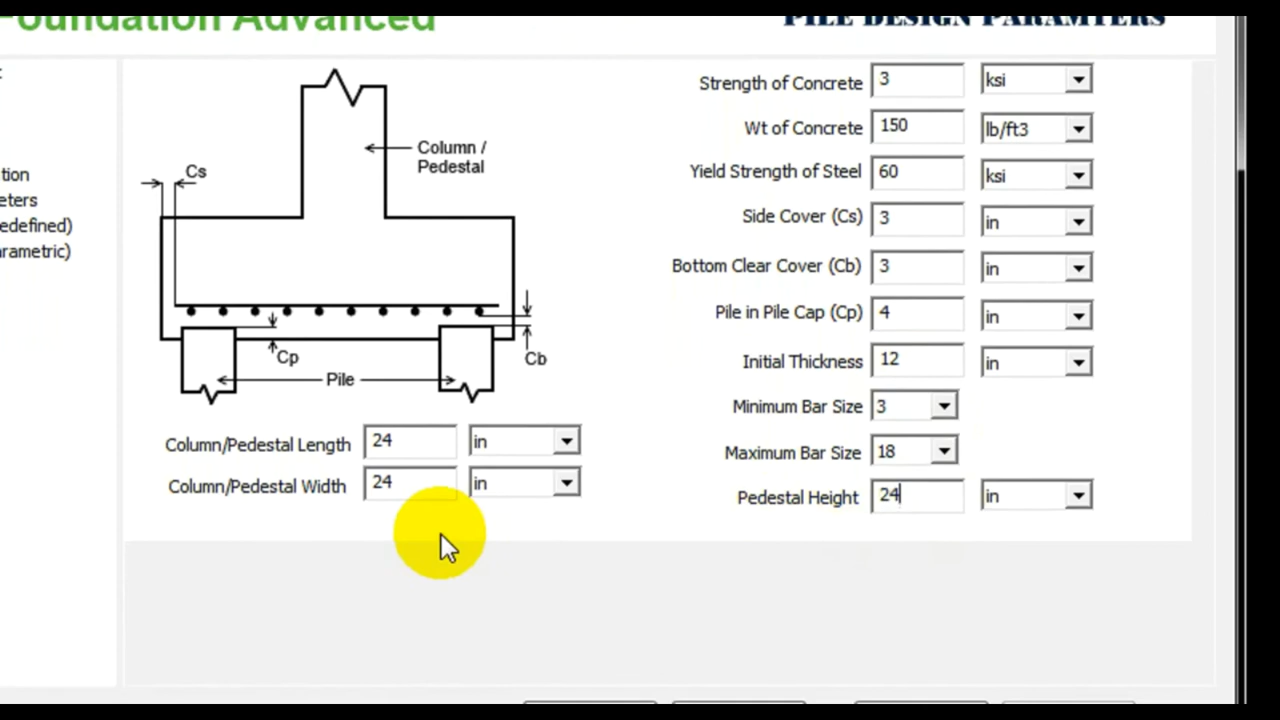 Foundation Advanced
PILE DESIGN PARAMTERS
:
tion
eters
edefined)
arametric)
Column /
Pedestal
Cs
Cp
Cb
Pile
Column/Pedestal Length 24 in
Column/Pedestal Width 24 in
Strength of Concrete 3 ksi
Wt of Concrete 150 lb/ft3
Yield Strength of Steel 60 ksi
Side Cover (Cs) 3 in
Bottom Clear Cover (Cb) 3 in
Pile in Pile Cap (Cp) 4 in
Initial Thickness 12 in
Minimum Bar Size 3
Maximum Bar Size 18
Pedestal Height 24 in